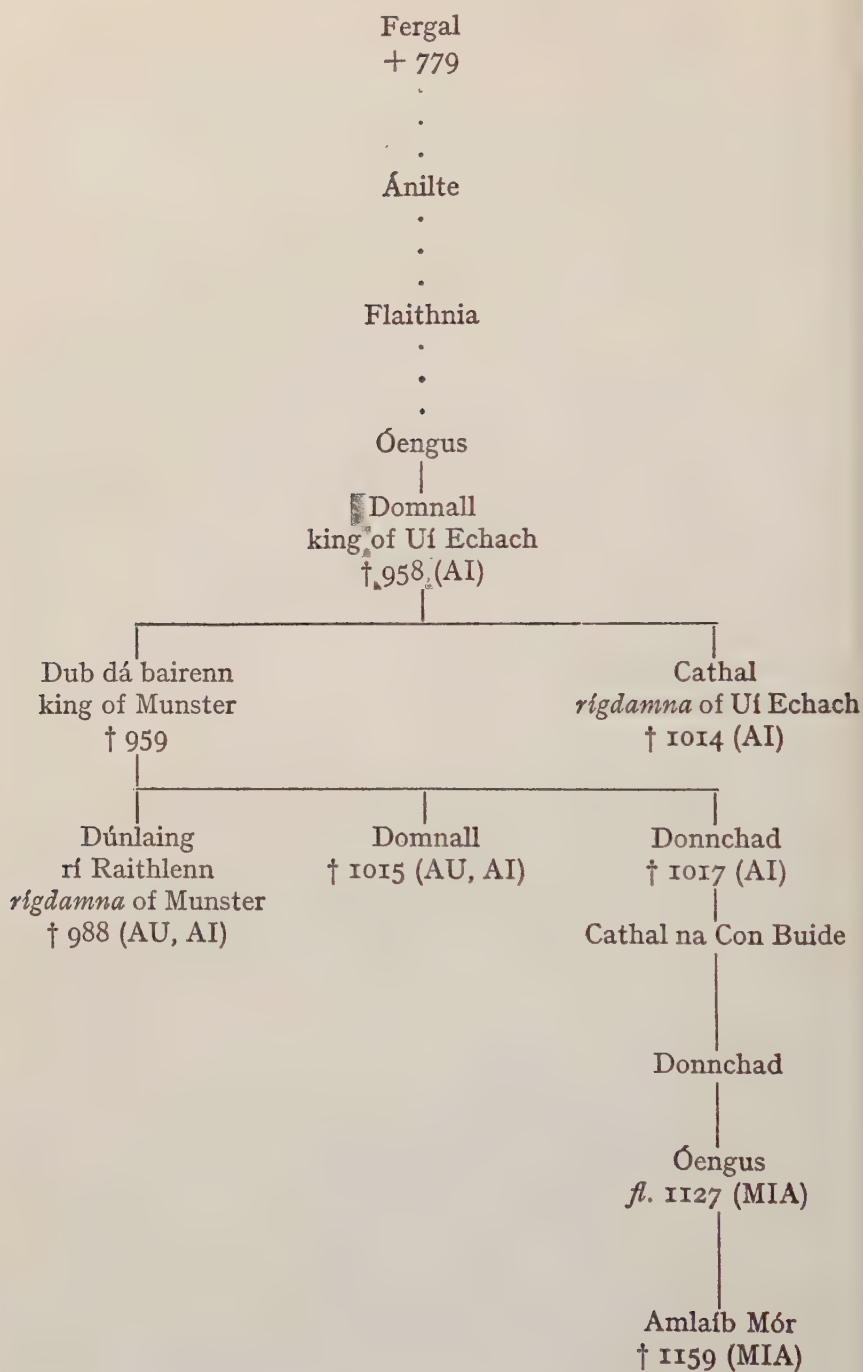 Fergal
+ 779
Ánilte
Flaithnia
Óengus
Domnall
king of Uí Echach
† 958 (AI)
Dub dá bairenn
king of Munster
† 959
Cathal
rígdamna of Uí Echach
† 1014 (AI)
Dúnlaing
rí Raithlenn
rígdamna of Munster
† 988 (AU, AI)
Domnall
† 1015 (AU, AI)
Donnchad
† 1017 (AI)
Cathal na Con Buide
Donnchad
Óengus
fl. 1127 (MIA)
Amlaíb Mór
† 1159 (MIA)